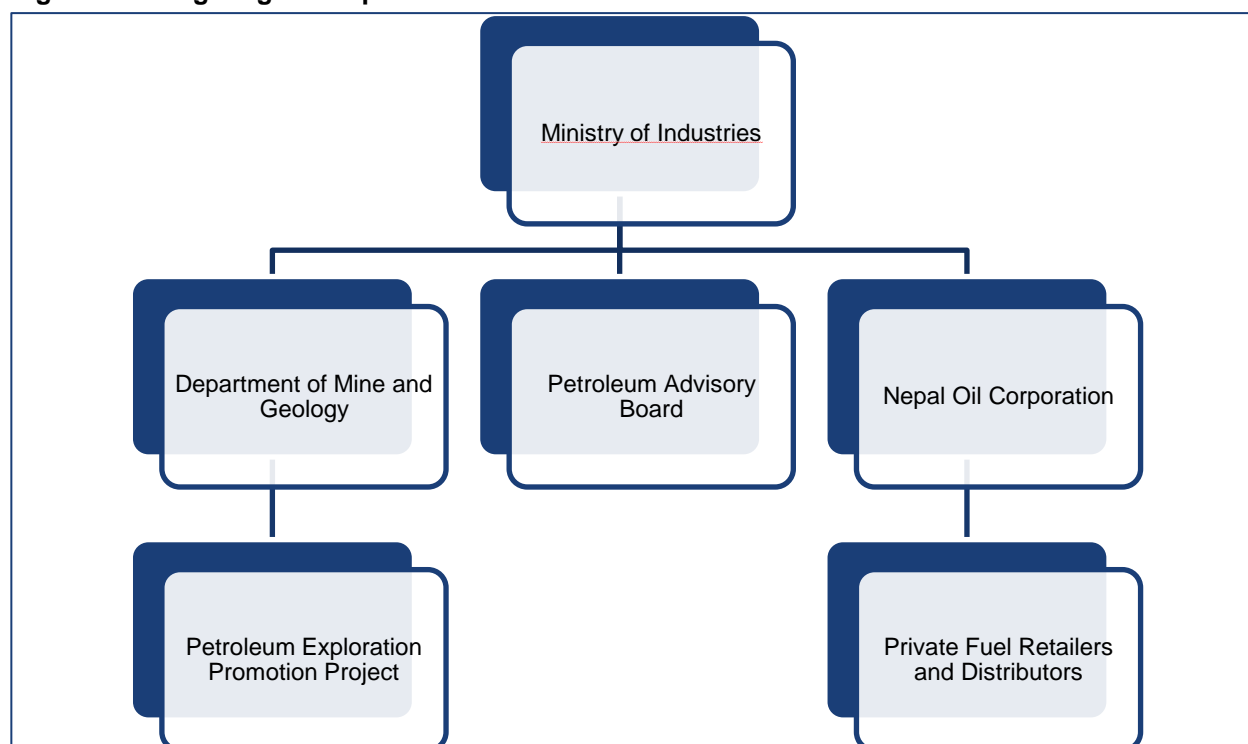 Ministry of Industries
Department of Mine and
Geology
Petroleum Advisory
Board
Nepal Oil Corporation
Petroleum Exploration
Promotion Project
Private Fuel Retailers
and Distributors